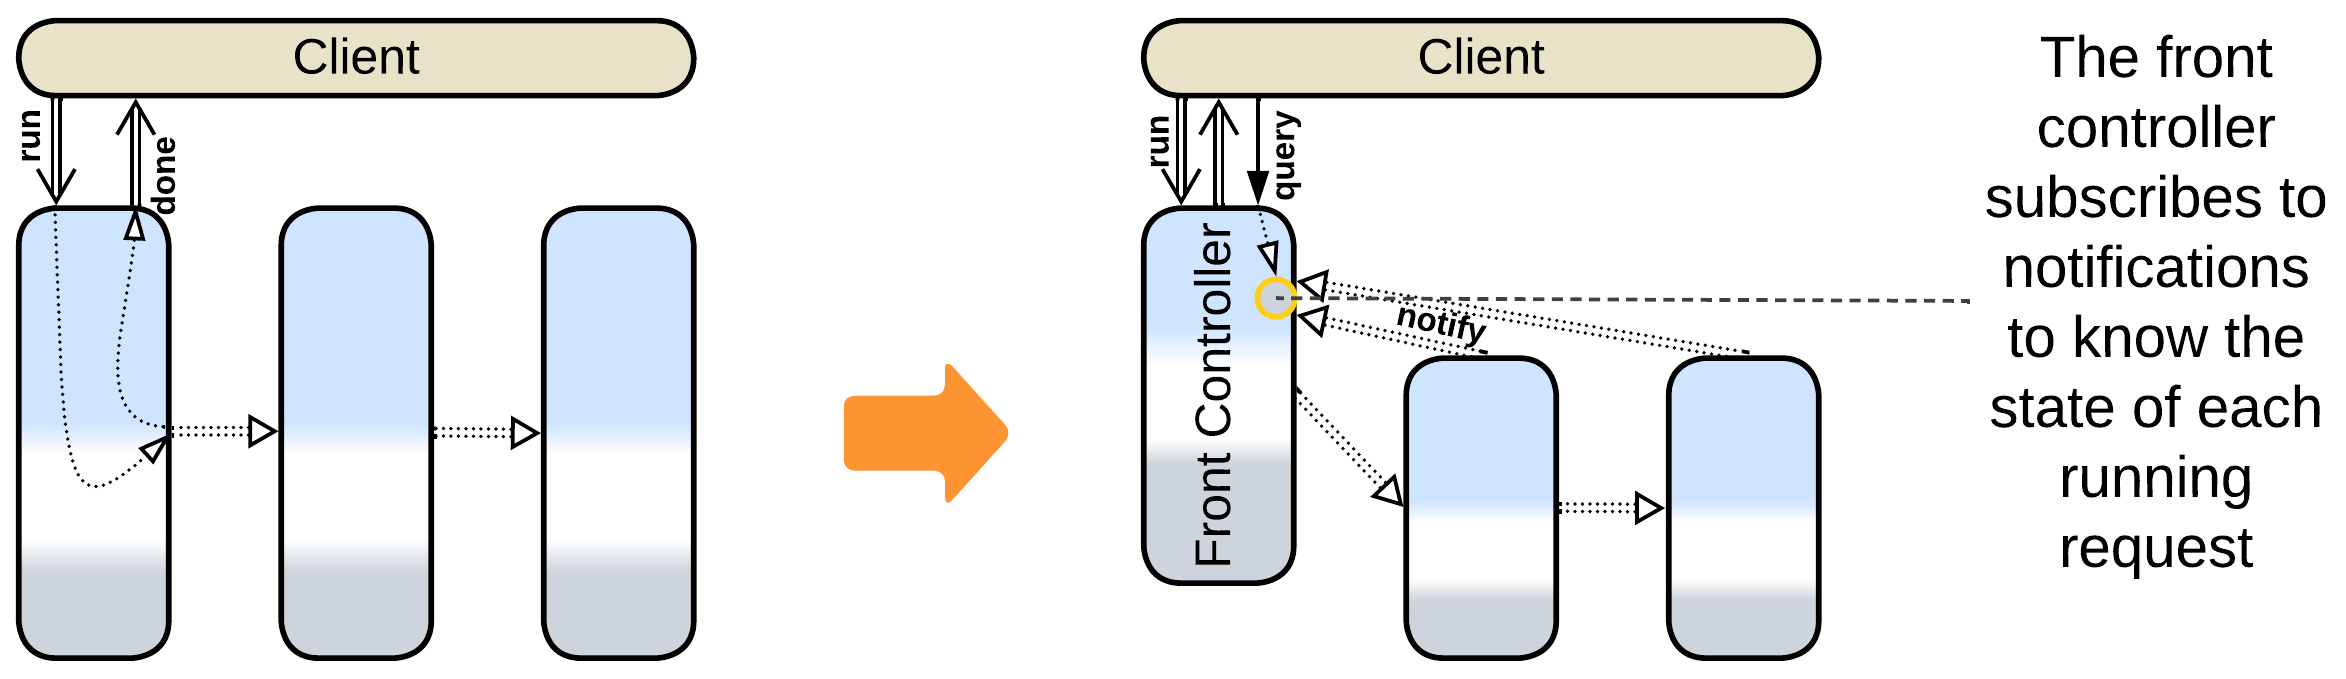 Client
run
done
Client
run
query
Front Controller
notify
The front
controller
subscribes to
notifications
to know the
state of each
running
request